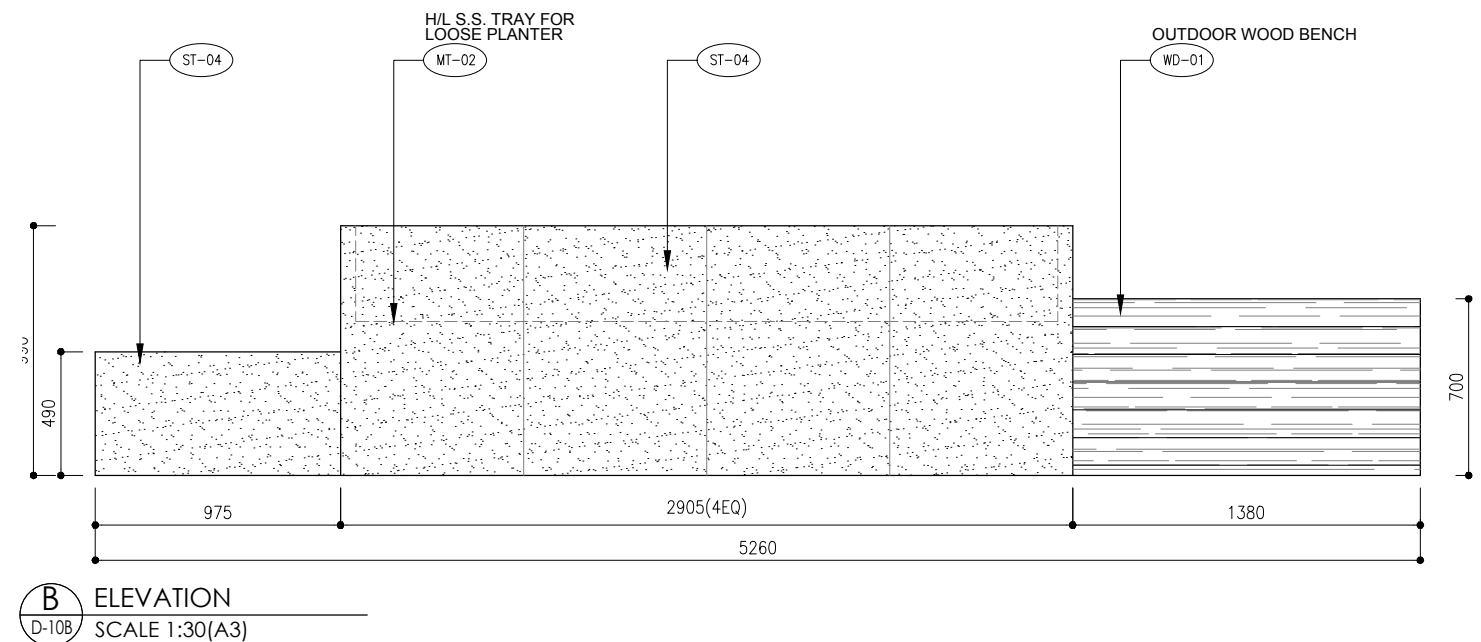 H/L S.S. TRAY FOR
LOOSE PLANTER
OUTDOOR WOOD BENCH
ST-04
MT-02
ST-04
WD-01
490
700
975
2905(4EQ)
1380
5260
B
D-10B
ELEVATION
SCALE 1:30(A3)